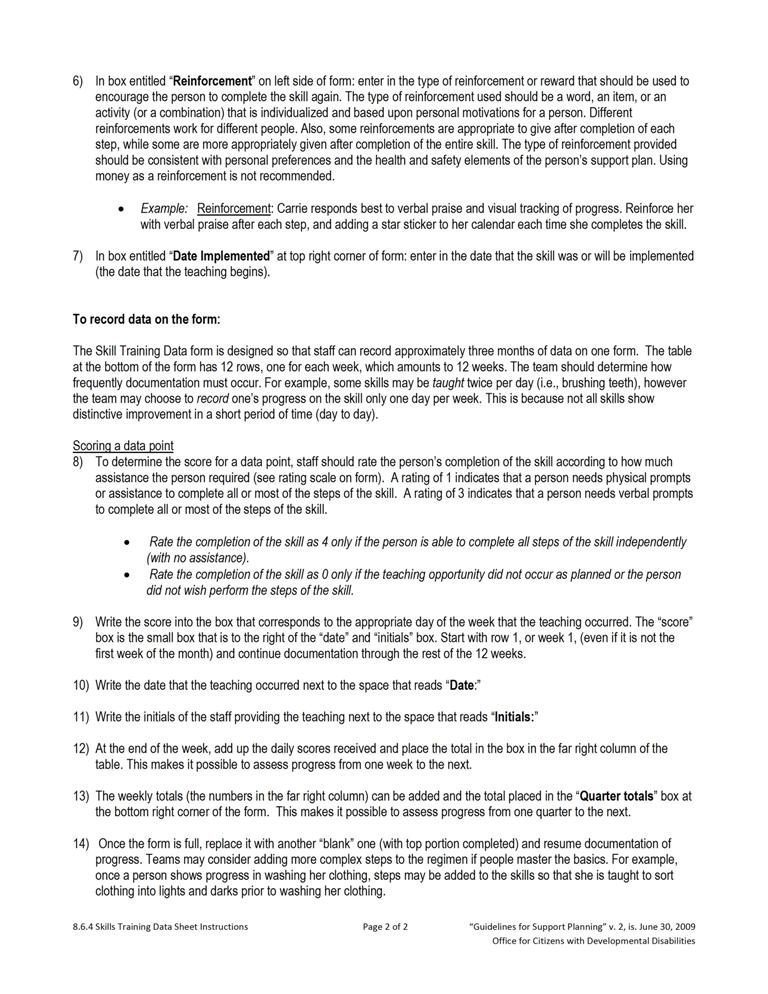 6) In box entitled “Reinforcement” on left side of form: enter in the type of reinforcement or reward that should be used to
encourage the person to complete the skill again. The type of reinforcement used should be a word, an item, or an
activity (or a combination) that is individualized and based upon personal motivations for a person. Different
reinforcements work for different people. Also, some reinforcements are appropriate to give after completion of each
step, while some are more appropriately given after completion of the entire skill. The type of reinforcement provided
should be consistent with personal preferences and the health and safety elements of the person’s support plan. Using
money as a reinforcement is not recommended.
• Example: Reinforcement: Carrie responds best to verbal praise and visual tracking of progress. Reinforce her
with verbal praise after each step, and adding a star sticker to her calendar each time she completes the skill.
7) In box entitled “Date Implemented” at top right corner of form: enter in the date that the skill was or will be implemented
(the date that the teaching begins).
To record data on the form:
The Skill Training Data form is designed so that staff can record approximately three months of data on one form. The table
at the bottom of the form has 12 rows, one for each week, which amounts to 12 weeks. The team should determine how
frequently documentation must occur. For example, some skills may be taught twice per day (i.e., brushing teeth), however
the team may choose to record one’s progress on the skill only one day per week. This is because not all skills show
distinctive improvement in a short period of time (day to day).
Scoring a data point
8) To determine the score for a data point, staff should rate the person’s completion of the skill according to how much
assistance the person required (see rating scale on form). A rating of 1 indicates that a person needs physical prompts
or assistance to complete all or most of the steps of the skill. A rating of 3 indicates that a person needs verbal prompts
to complete all or most of the steps of the skill.
• Rate the completion of the skill as 4 only if the person is able to complete all steps of the skill independently
(with no assistance).
• Rate the completion of the skill as 0 only if the teaching opportunity did not occur as planned or the person
did not wish perform the steps of the skill.
9) Write the score into the box that corresponds to the appropriate day of the week that the teaching occurred. The “score”
box is the small box that is to the right of the “date” and “initials” box. Start with row 1, or week 1, (even if it is not the
first week of the month) and continue documentation through the rest of the 12 weeks.
10) Write the date that the teaching occurred next to the space that reads “Date:”
11) Write the initials of the staff providing the teaching next to the space that reads “Initials:”
12) At the end of the week, add up the daily scores received and place the total in the box in the far right column of the
table. This makes it possible to assess progress from one week to the next.
13) The weekly totals (the numbers in the far right column) can be added and the total placed in the “Quarter totals” box at
the bottom right corner of the form. This makes it possible to assess progress from one quarter to the next.
14) Once the form is full, replace it with another “blank” one (with top portion completed) and resume documentation of
progress. Teams may consider adding more complex steps to the regimen if people master the basics. For example,
once a person shows progress in washing her clothing, steps may be added to the skills so that she is taught to sort
clothing into lights and darks prior to washing her clothing.
8.6.4 Skills Training Data Sheet Instructions Page 2 of 2 “Guidelines for Support Planning” v. 2, is. June 30, 2009
Office for Citizens with Developmental Disabilities